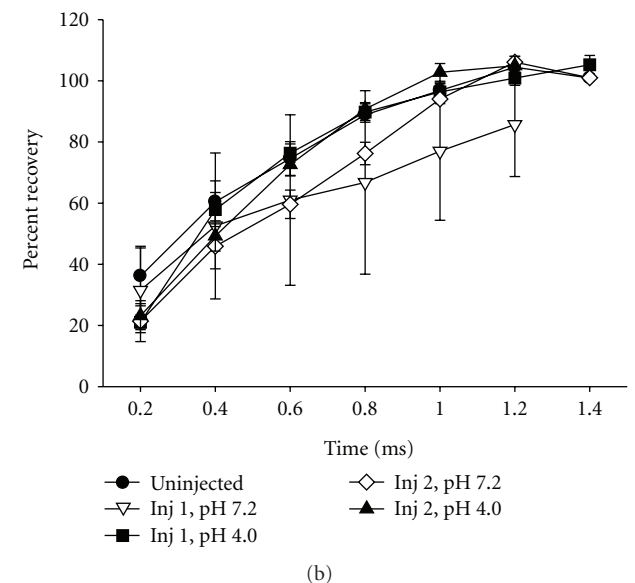 120
100
80
60
40
20
0
Percent recovery
0.2 0.4 0.6 0.8 1 1.2 1.4
Time (ms)
Uninjected
Inj 1, pH 7.2
Inj 1, pH 4.0
Inj 2, pH 7.2
Inj 2, pH 4.0
(b)